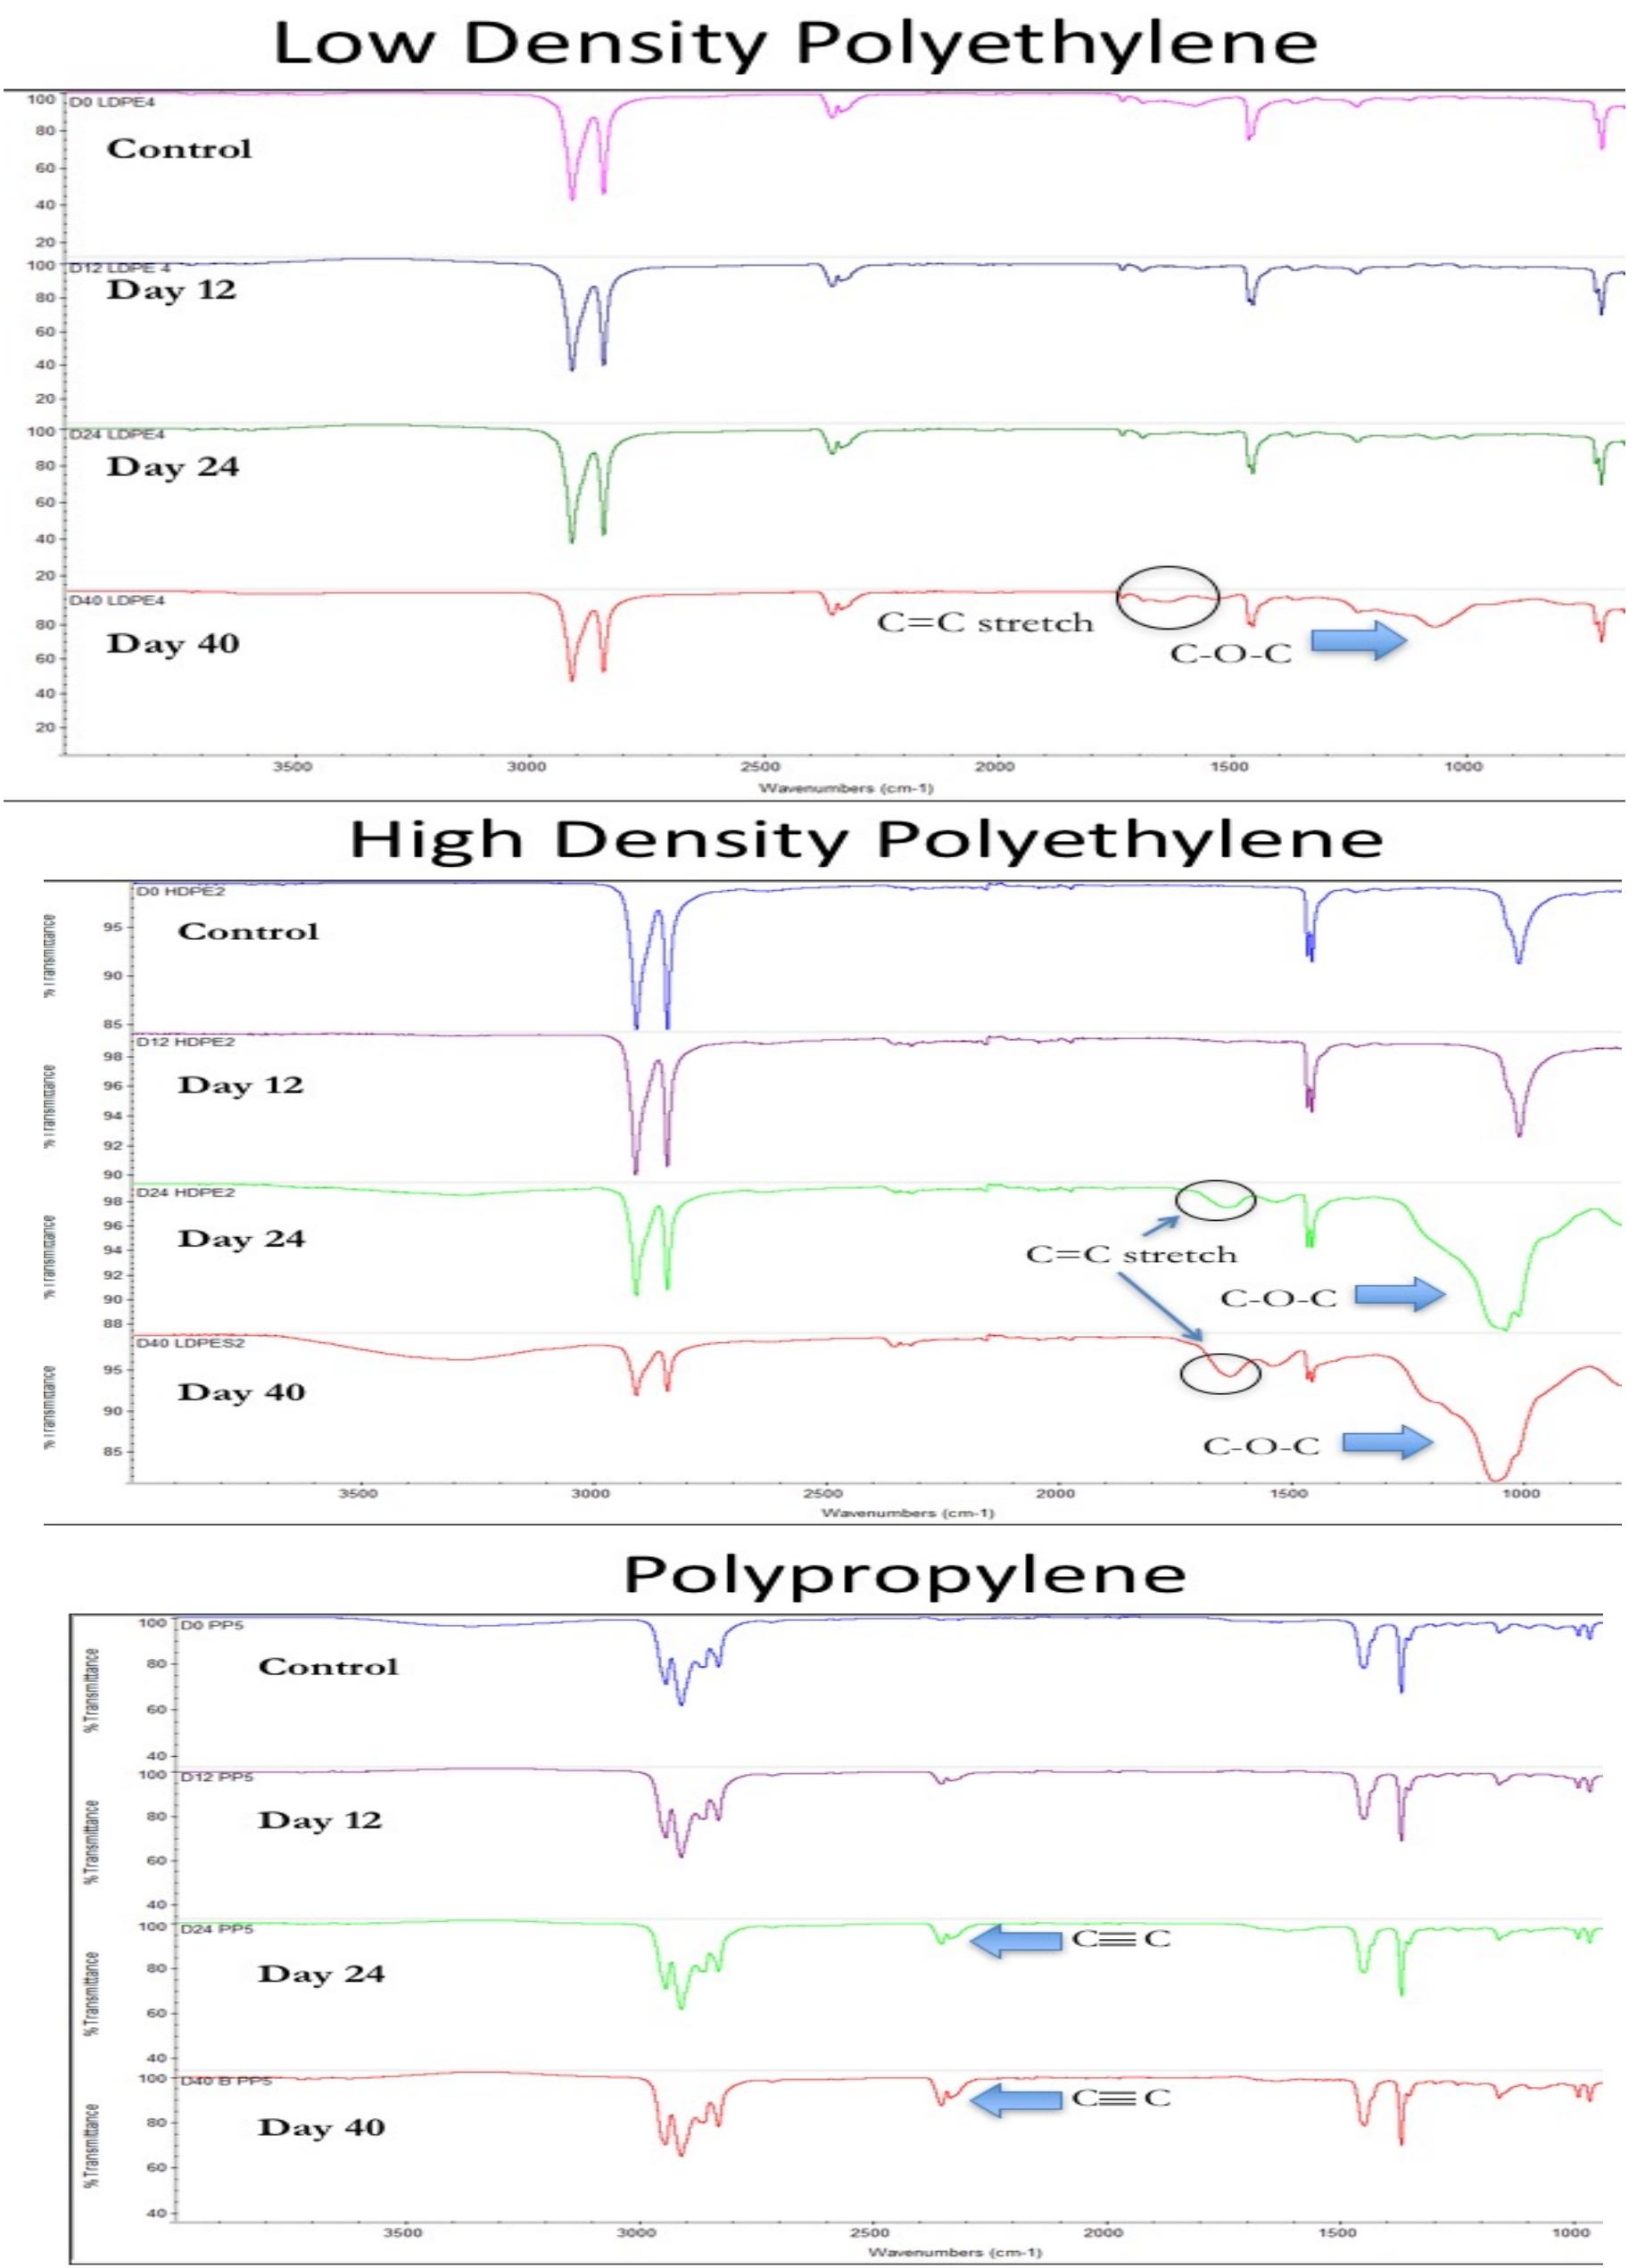 Low Density Polyethylene
100 D0 LDPE4
80
Control
60
40
20
100 D12 LDPE 4
Day 12
80
60
40
20
100 D24 LDPE4
80 Day 24
60
40
20
D40 LDPE4
80 C=C stretch
Day 40
C-O-C
60
40
20
3500 3000 2500 2000 1500 1000
Wavenumbers (cm-1)
High Density Polyethylene
D0 HDPE2
%Transmittance
95 Control
90
85
D12 HDPE2
%Transmittance
98
96 Day 12
94
92
90
D24 HDPE2
%Transmittance
98
96
94 Day 24
C=C stretch
92
90 C-O-C
88
D40 LDPES2
%Transmittance
95
Day 40
90
C-O-C
85
3500 3000 2500 2000 1500 1000
Wavenumbers (cm-1)
Polypropylene
100 D0 PP5
%Transmittance
80 Control
60
40
100 D12 PP5
%Transmittance
80 Day 12
60
40
100 D24 PP5
C≡C
%Transmittance
80 Day 24
60
40
100 D40 B PP5
C≡C
%Transmittance
80 Day 40
60
40
3500 3000 2500 2000 1500 1000
Wavenumbers (cm-1)